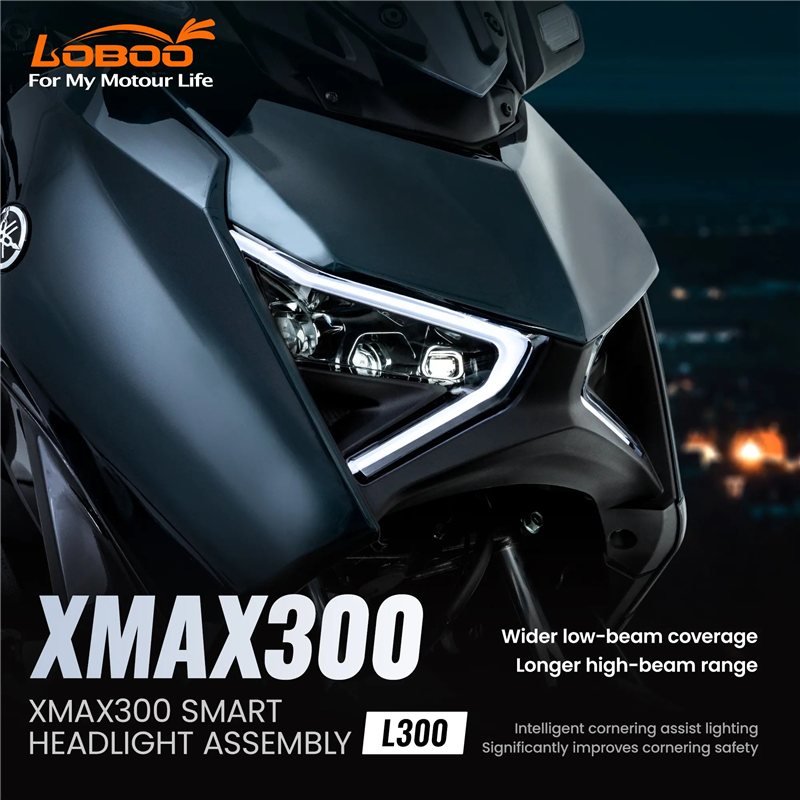 LOBOO
For My Motour Life
XMAX300
XMAX300 SMART
HEADLIGHT ASSEMBLY L300
Wider low-beam coverage
Longer high-beam range
Intelligent cornering assist lighting
Significantly improves cornering safety